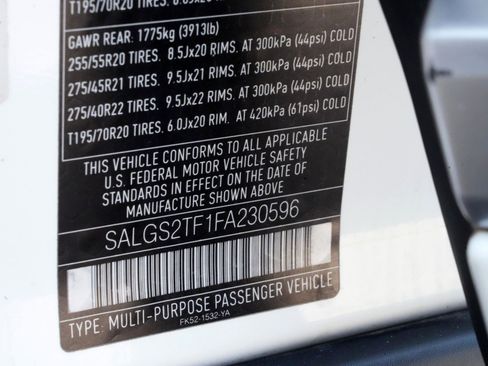 T195/70R20
GAWR REAR: 1775kg (3913lb)
255/55R20 TIRES. 8.5Jx20 RIMS. AT 300kPa (44psi) COLD
275/45R21 TIRES. 9.5Jx21 RIMS. AT 300kPa (44psi) COLD
275/40R22 TIRES. 9.5Jx22 RIMS. AT 300kPa (44psi) COLD
T195/70R20 TIRES. 6.0Jx20 RIM. AT 420kPa (61psi) COLD
THIS VEHICLE CONFORMS TO ALL APPLICABLE
U.S. FEDERAL MOTOR VEHICLE SAFETY
STANDARDS IN EFFECT ON THE DATE OF
MANUFACTURE SHOWN ABOVE
SALGS2TF1FA230596
TYPE: MULTI-PURPOSE PASSENGER VEHICLE
FK52-1532-YA